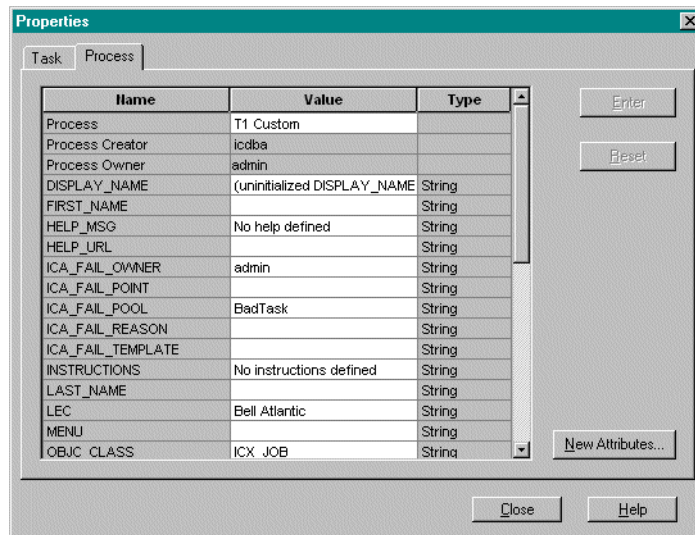 Properties
Task Process
Name Value Type
Process T1 Custom
Process Creator icdba
Process Owner admin
DISPLAY_NAME (uninitialized DISPLAY_NAME String
FIRST_NAME String
HELP_MSG No help defined String
HELP_URL String
ICA_FAIL_OWNER admin String
ICA_FAIL_POINT String
ICA_FAIL_POOL BadTask String
ICA_FAIL_REASON String
ICA_FAIL_TEMPLATE String
INSTRUCTIONS No instructions defined String
LAST_NAME String
LEC Bell Atlantic String
MENU String
OBJC_CLASS ICX_JOB String
Enter
Reset
New Attributes...
Close Help